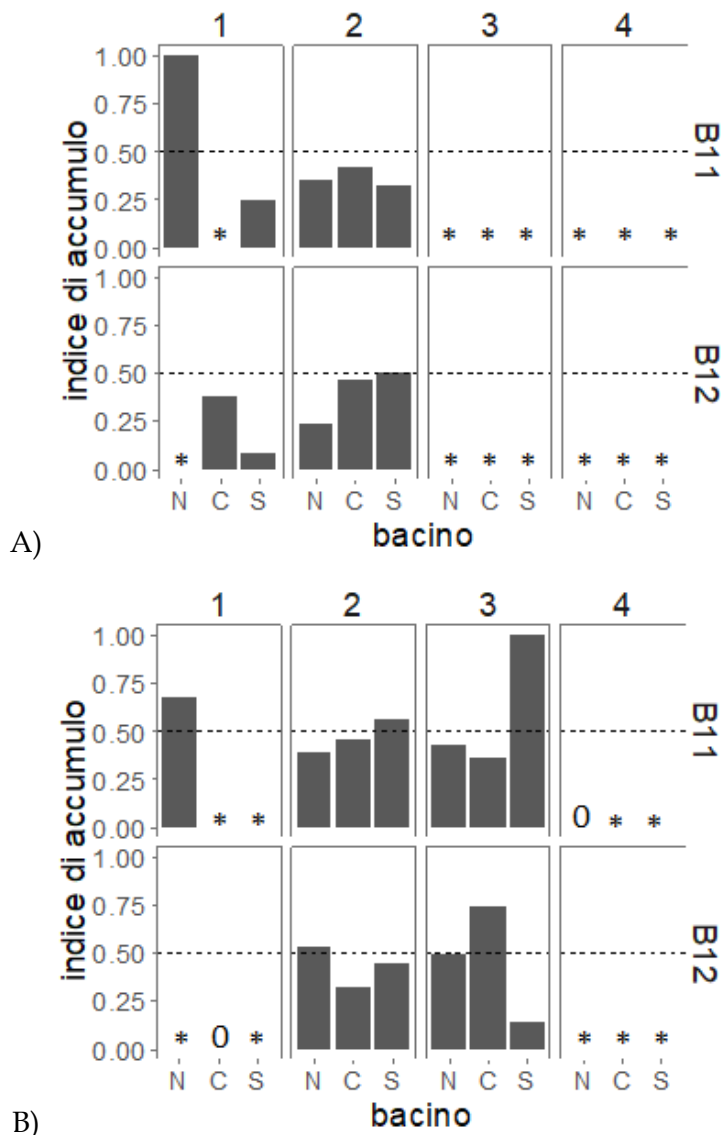 1 2 3 4
indice di accumulo
1.00
0.75
0.50
0.25
0.00
* * * * * * *
B11
1.00
0.75
0.50
0.25
0.00
* * * * * * *
B12
N C S N C S N C S N C S
bacino
A)
1 2 3 4
indice di accumulo
1.00
0.75
0.50
0.25
0.00
* * 0 * *
B11
1.00
0.75
0.50
0.25
0.00
* 0 * * * *
B12
N C S N C S N C S N C S
bacino
B)